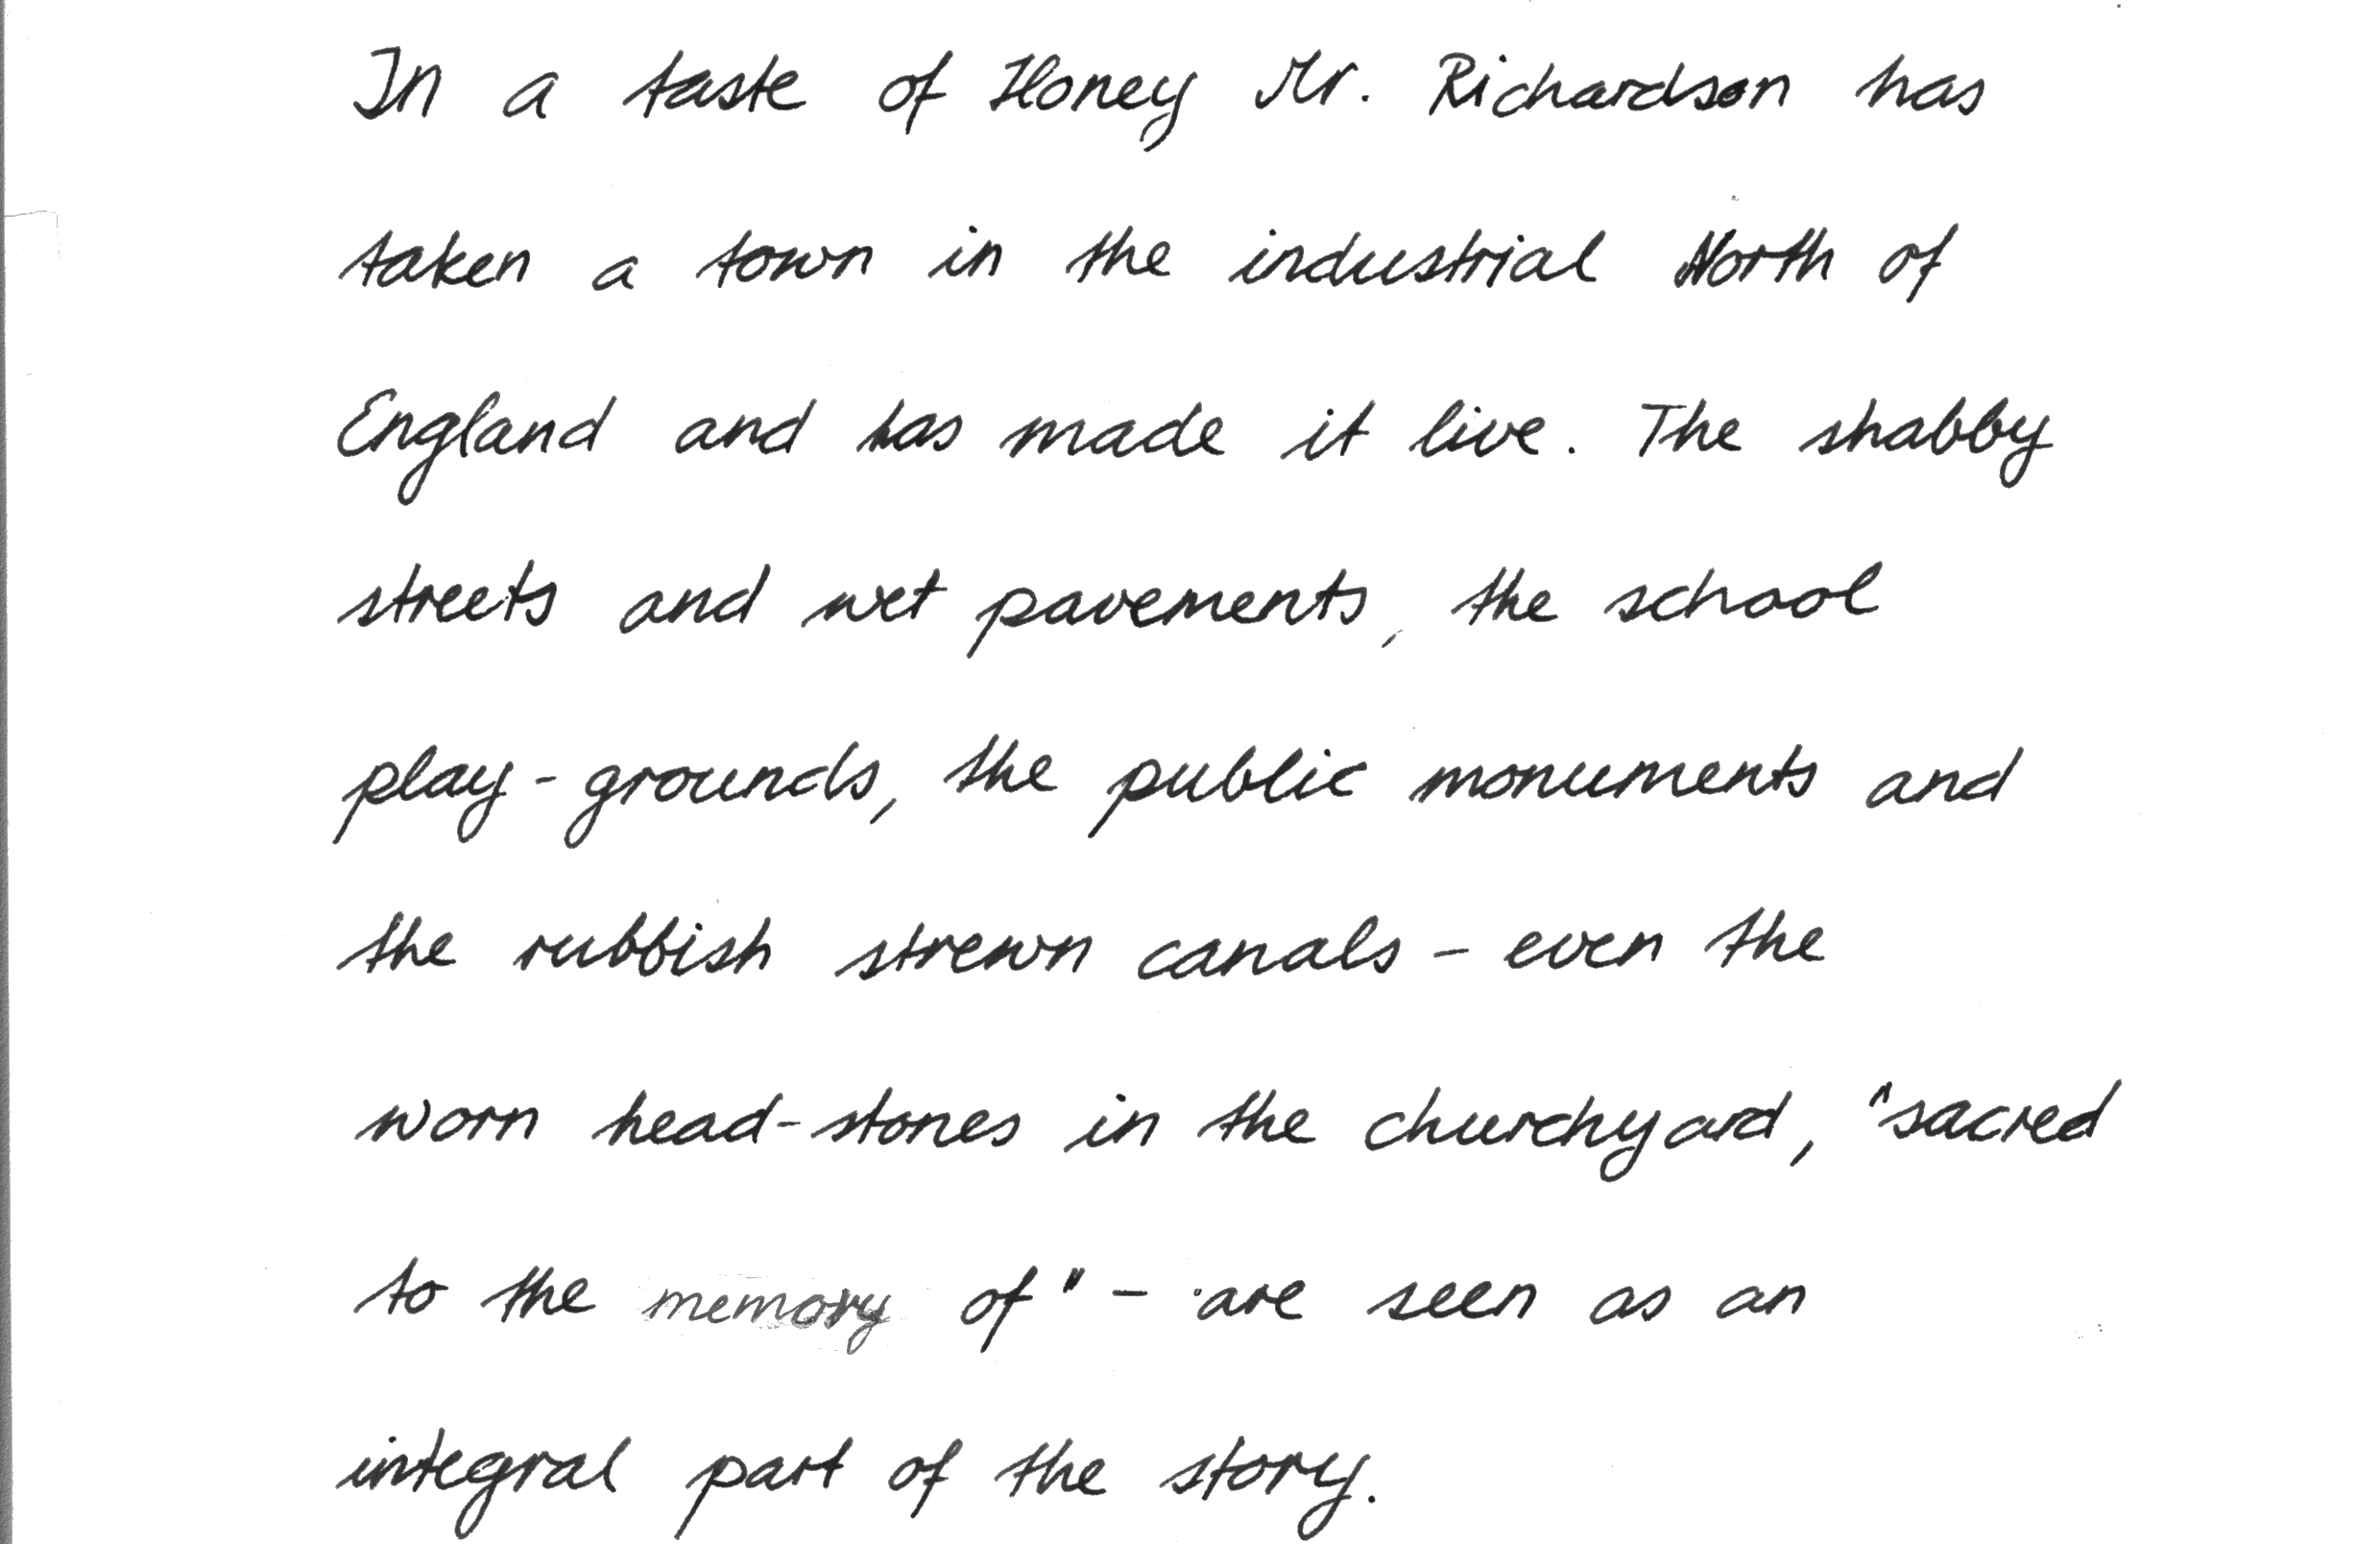 In a taste of Honey Mr. Richardson has
taken a town in the industrial North of
England and has made it live. The shabby
streets and wet pavements, the school
play-grounds, the public monuments and
the rubbish strewn canals - even the
worn head-stones in the churchyard, "sacred
to the memory of" - are seen as an
integral part of the story.